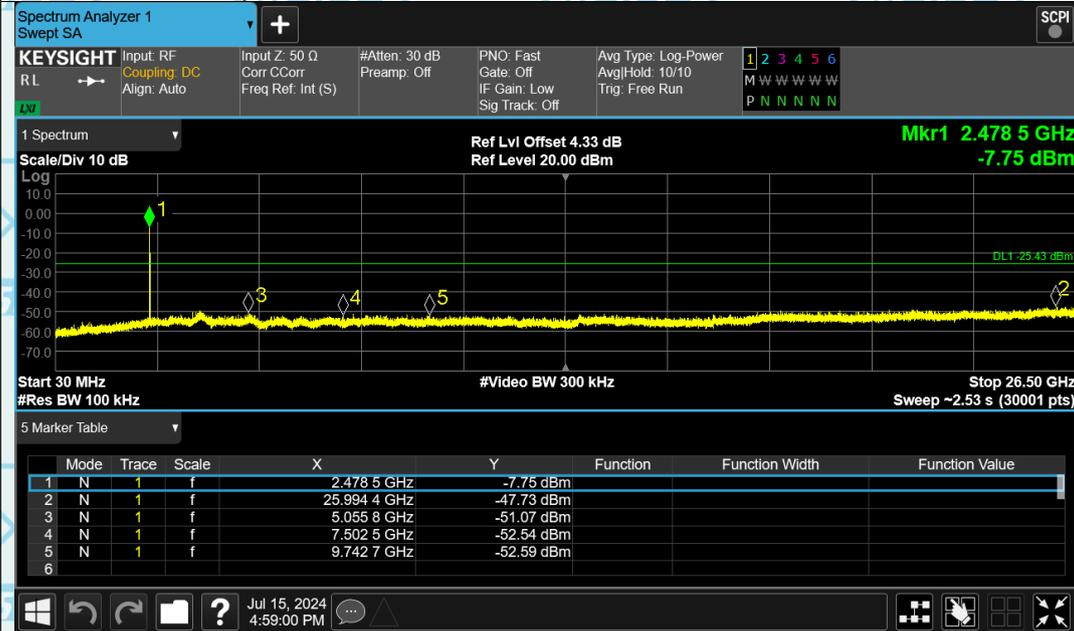 Spectrum Analyzer 1
Swept SA
+
SCPI
KEYSIGHT
RL
LXI
Input: RF
Coupling: DC
Align: Auto
Input Z: 50 Ω
Corr CCorr
Freq Ref: Int (S)
#Atten: 30 dB
Preamp: Off
PNO: Fast
Gate: Off
IF Gain: Low
Sig Track: Off
Avg Type: Log-Power
Avg|Hold: 10/10
Trig: Free Run
1 2 3 4 5 6
M W W W W W
P N N N N N
1 Spectrum
Scale/Div 10 dB
Log
Ref Lvl Offset 4.33 dB
Ref Level 20.00 dBm
Mkr1 2.478 5 GHz
-7.75 dBm
10.0
0.00
-10.0
-20.0
-30.0
-40.0
-50.0
-60.0
-70.0
1
3
4
5
2
DL1 -25.43 dBm
Start 30 MHz
#Res BW 100 kHz
#Video BW 300 kHz
Stop 26.50 GHz
Sweep ~2.53 s (30001 pts)
5 Marker Table
Mode Trace Scale X Y Function Function Width Function Value
1 N 1 f 2.478 5 GHz -7.75 dBm
2 N 1 f 25.994 4 GHz -47.73 dBm
3 N 1 f 5.055 8 GHz -51.07 dBm
4 N 1 f 7.502 5 GHz -52.54 dBm
5 N 1 f 9.742 7 GHz -52.59 dBm
6
?
Jul 15, 2024
4:59:00 PM